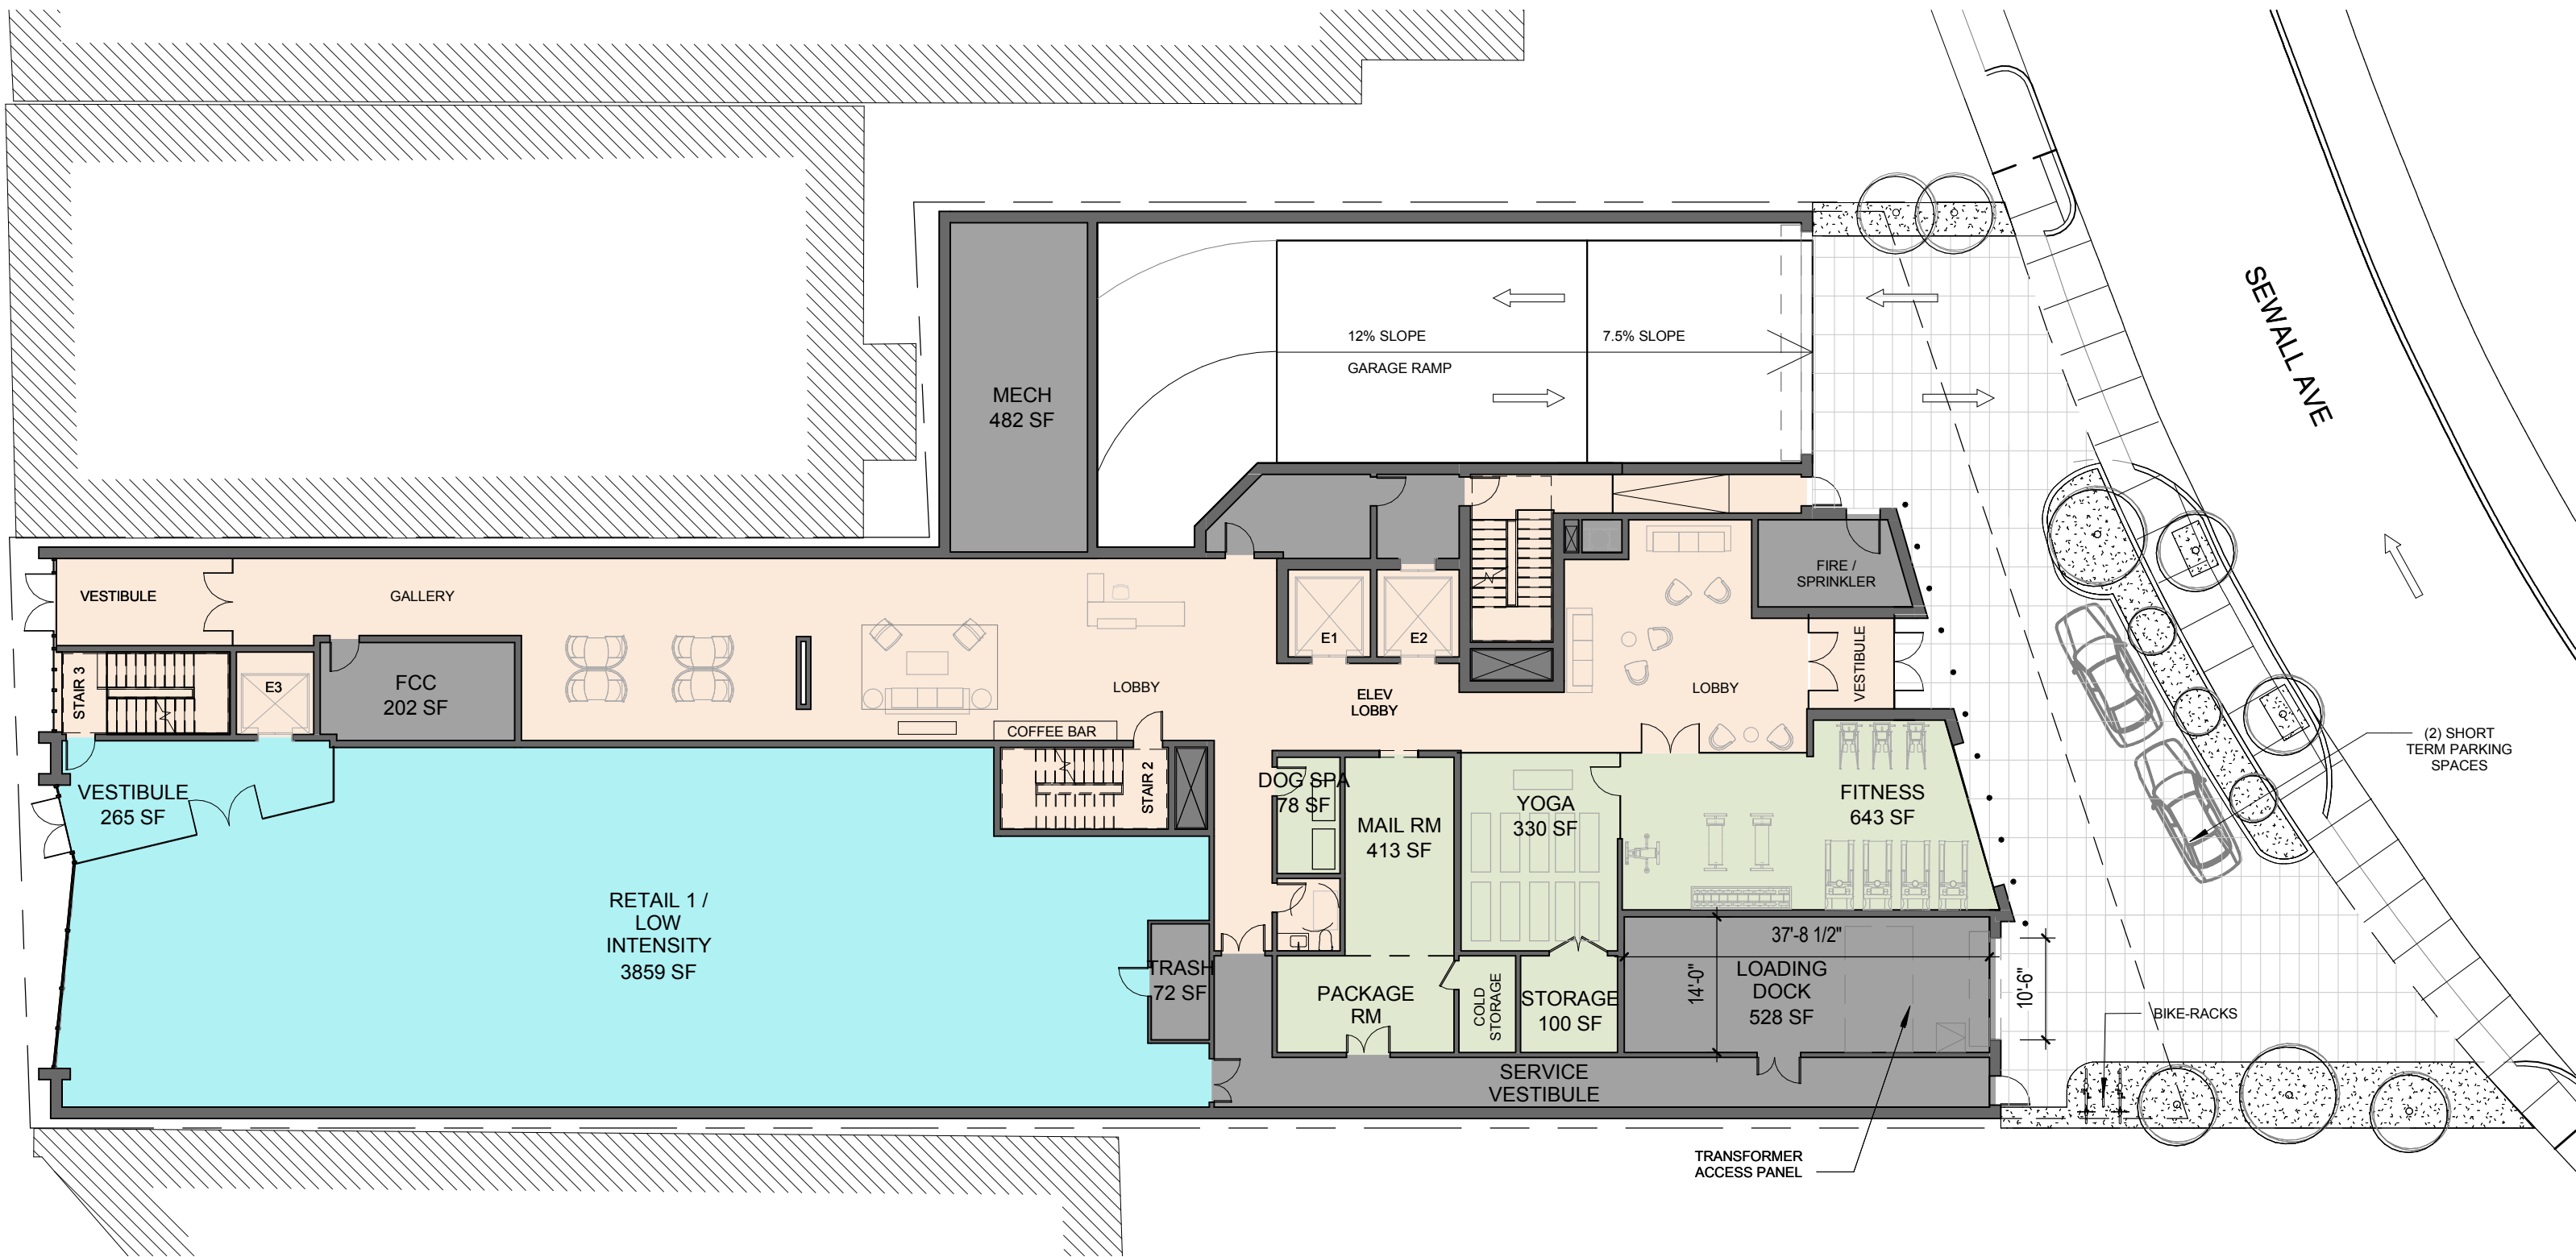 SEWALL AVE
12% SLOPE
7.5% SLOPE
GARAGE RAMP
MECH
482 SF
VESTIBULE
GALLERY
FIRE /
SPRINKLER
E1
E2
STAIR 3
E3
FCC
202 SF
LOBBY
ELEV
LOBBY
LOBBY
VESTIBULE
COFFEE BAR
STAIR 2
(2) SHORT
TERM PARKING
SPACES
VESTIBULE
265 SF
DOG SPA
78 SF
MAIL RM
413 SF
YOGA
330 SF
FITNESS
643 SF
RETAIL 1 /
LOW
INTENSITY
3859 SF
TRASH
72 SF
PACKAGE
RM
COLD
STORAGE
STORAGE
100 SF
37'-8 1/2"
14'-0"
LOADING
DOCK
528 SF
10'-6"
BIKE-RACKS
SERVICE
VESTIBULE
TRANSFORMER
ACCESS PANEL